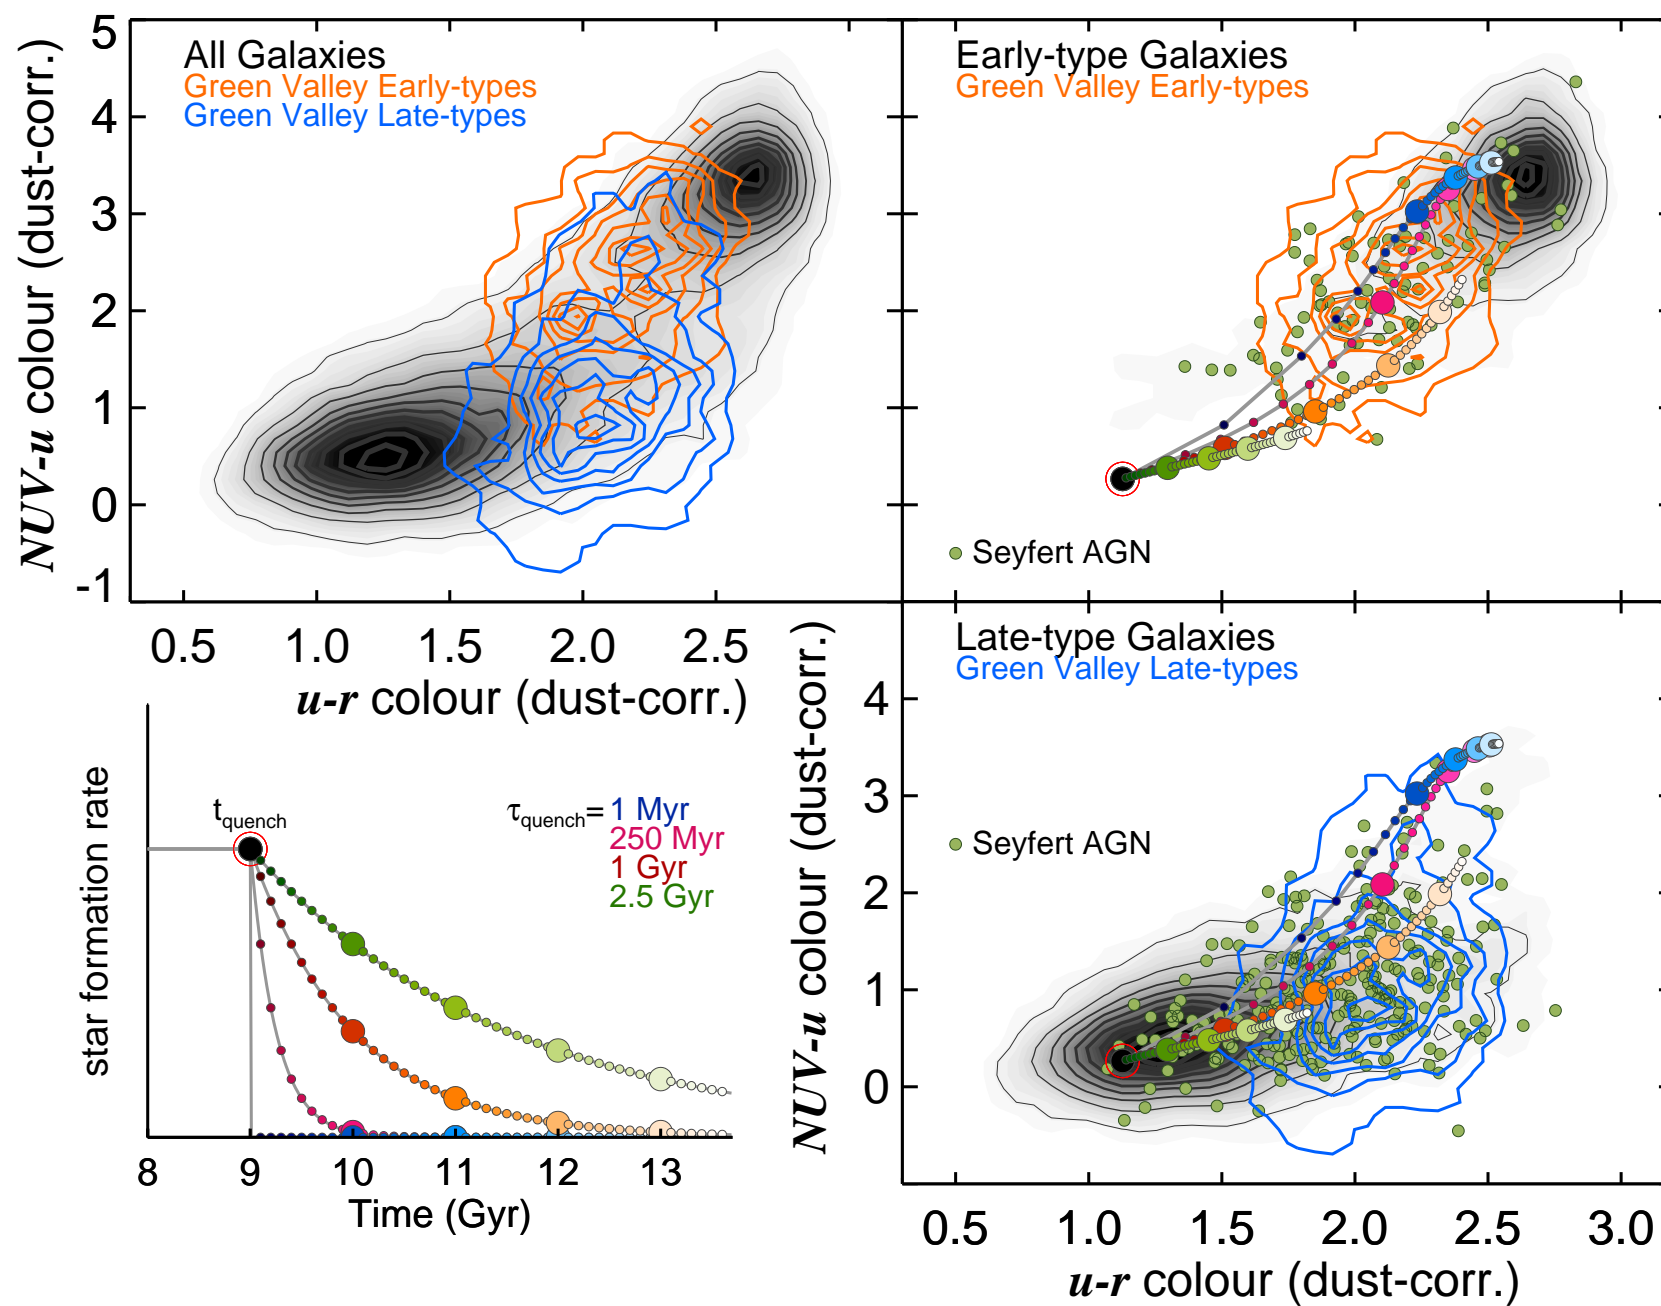 All Galaxies
Green Valley Early-types
Green Valley Late-types
5
4
3
2
1
0
-1
NUV-u colour (dust-corr.)
0.5 1.0 1.5 2.0 2.5
u-r colour (dust-corr.)
Early-type Galaxies
Green Valley Early-types
Seyfert AGN
Late-type Galaxies
Green Valley Late-types
Seyfert AGN
4
3
2
1
0
NUV-u colour (dust-corr.)
0.5 1.0 1.5 2.0 2.5 3.0
u-r colour (dust-corr.)
star formation rate
tquench
τquench= 1 Myr
250 Myr
1 Gyr
2.5 Gyr
8 9 10 11 12 13
Time (Gyr)